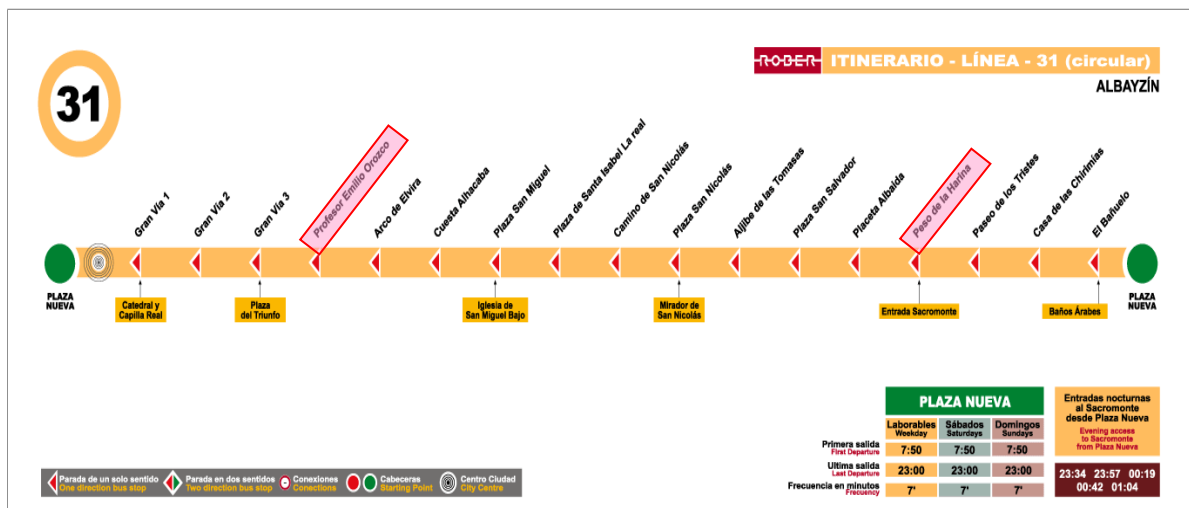 31
ROBER
ITINERARIO - LÍNEA - 31 (circular)
ALBAYZÍN
Gran Vía 1
Gran Vía 2
Gran Vía 3
Profesor Emilio Orozco
Arco de Elvira
Cuesta Alhacaba
Plaza San Miguel
Plaza de Santa Isabel La real
Camino de San Nicolás
Plaza San Nicolás
Aljibe de las Tomasas
Plaza San Salvador
Placeta Albaida
Peso de la Harina
Paseo de los Tristes
Casa de las Chirimias
El Bañuelo
PLAZA
NUEVA
Catedral y
Capilla Real
Plaza
del Triunfo
Iglesia de
San Miguel Bajo
Mirador de
San Nicolás
Entrada Sacromonte
Baños Árabes
PLAZA
NUEVA
PLAZA NUEVA
Laborables Sábados Domingos
Weekday Saturdays Sundays
Primera salida 7:50 7:50 7:50
First Departure
Ultima salida 23:00 23:00 23:00
Last Departure
Frecuencia en minutos 7' 7' 7'
Frecuency
Entradas nocturnas
al Sacromonte
desde Plaza Nueva
Evening access
to Sacromonte
from Plaza Nueva
23:34 23:57 00:19
00:42 01:04
Parada de un solo sentido
One direction bus stop
Parada en dos sentidos
Two direction bus stop
Conexiones
Conections
Cabeceras
Starting Point
Centro Ciudad
City Centre